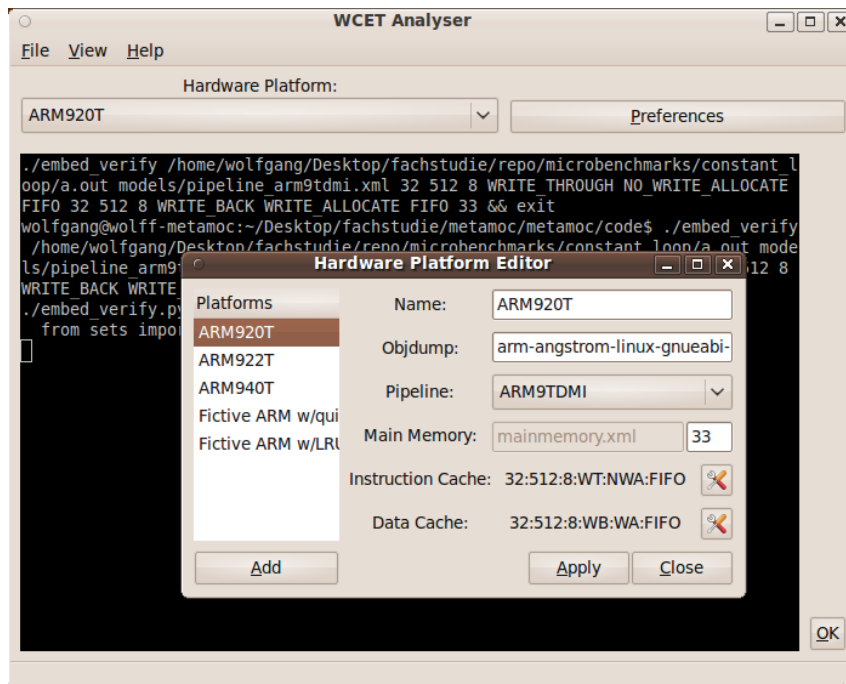 WCET Analyser
File View Help
Hardware Platform:
ARM920T
Preferences
./embed_verify /home/wolfgang/Desktop/fachstudie/repo/microbenchmarks/constant_l
oop/a.out models/pipeline_arm9tdmi.xml 32 512 8 WRITE_THROUGH NO_WRITE_ALLOCATE
FIFO 32 512 8 WRITE_BACK WRITE_ALLOCATE FIFO 33 && exit
wolfgang@wolff-metamoc:~/Desktop/fachstudie/metamoc/metamoc/code$ ./embed_verify
/home/wolfgang/Desktop/fachstudie/repo/microbenchmarks/constant_loop/a.out mode
ls/pipeline_arm9 512 8
WRITE_BACK WRITE
./embed_verify.py
from sets impor
Hardware Platform Editor
Platforms
ARM920T
ARM922T
ARM940T
Fictive ARM w/qui
Fictive ARM w/LRU
Add
Name: ARM920T
Objdump: arm-angstrom-linux-gnueabi-
Pipeline: ARM9TDMI
Main Memory: mainmemory.xml 33
Instruction Cache: 32:512:8:WT:NWA:FIFO
Data Cache: 32:512:8:WB:WA:FIFO
Apply Close
OK